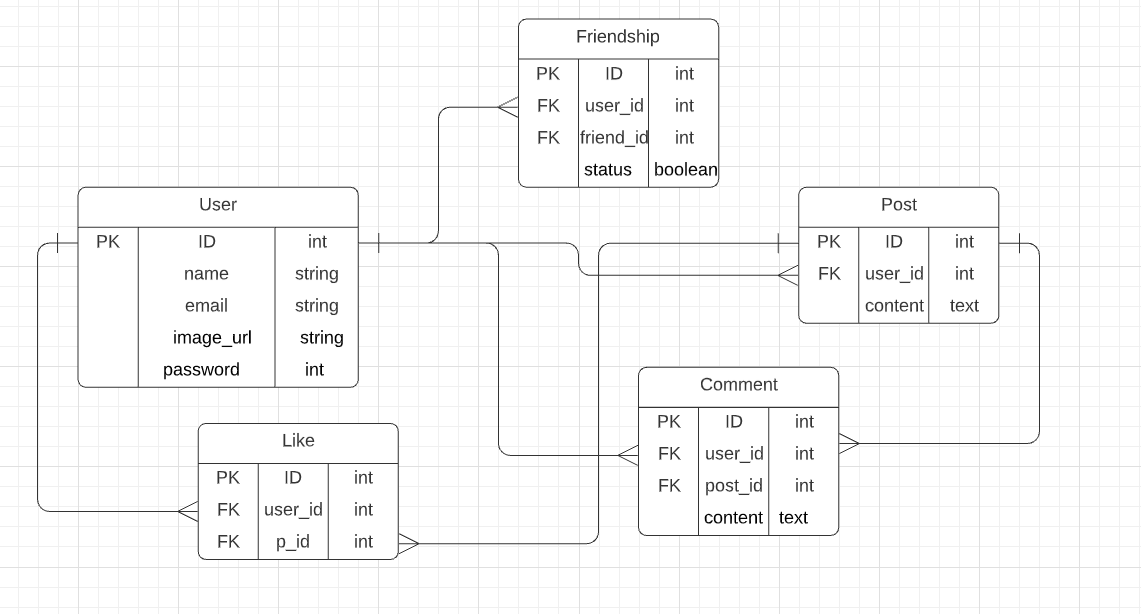 Friendship
PK ID int
FK user_id int
FK friend_id int
status boolean
User
PK ID int
name string
email string
image_url string
password int
Post
PK ID int
FK user_id int
content text
Comment
PK ID int
FK user_id int
FK post_id int
content text
Like
PK ID int
FK user_id int
FK p_id int